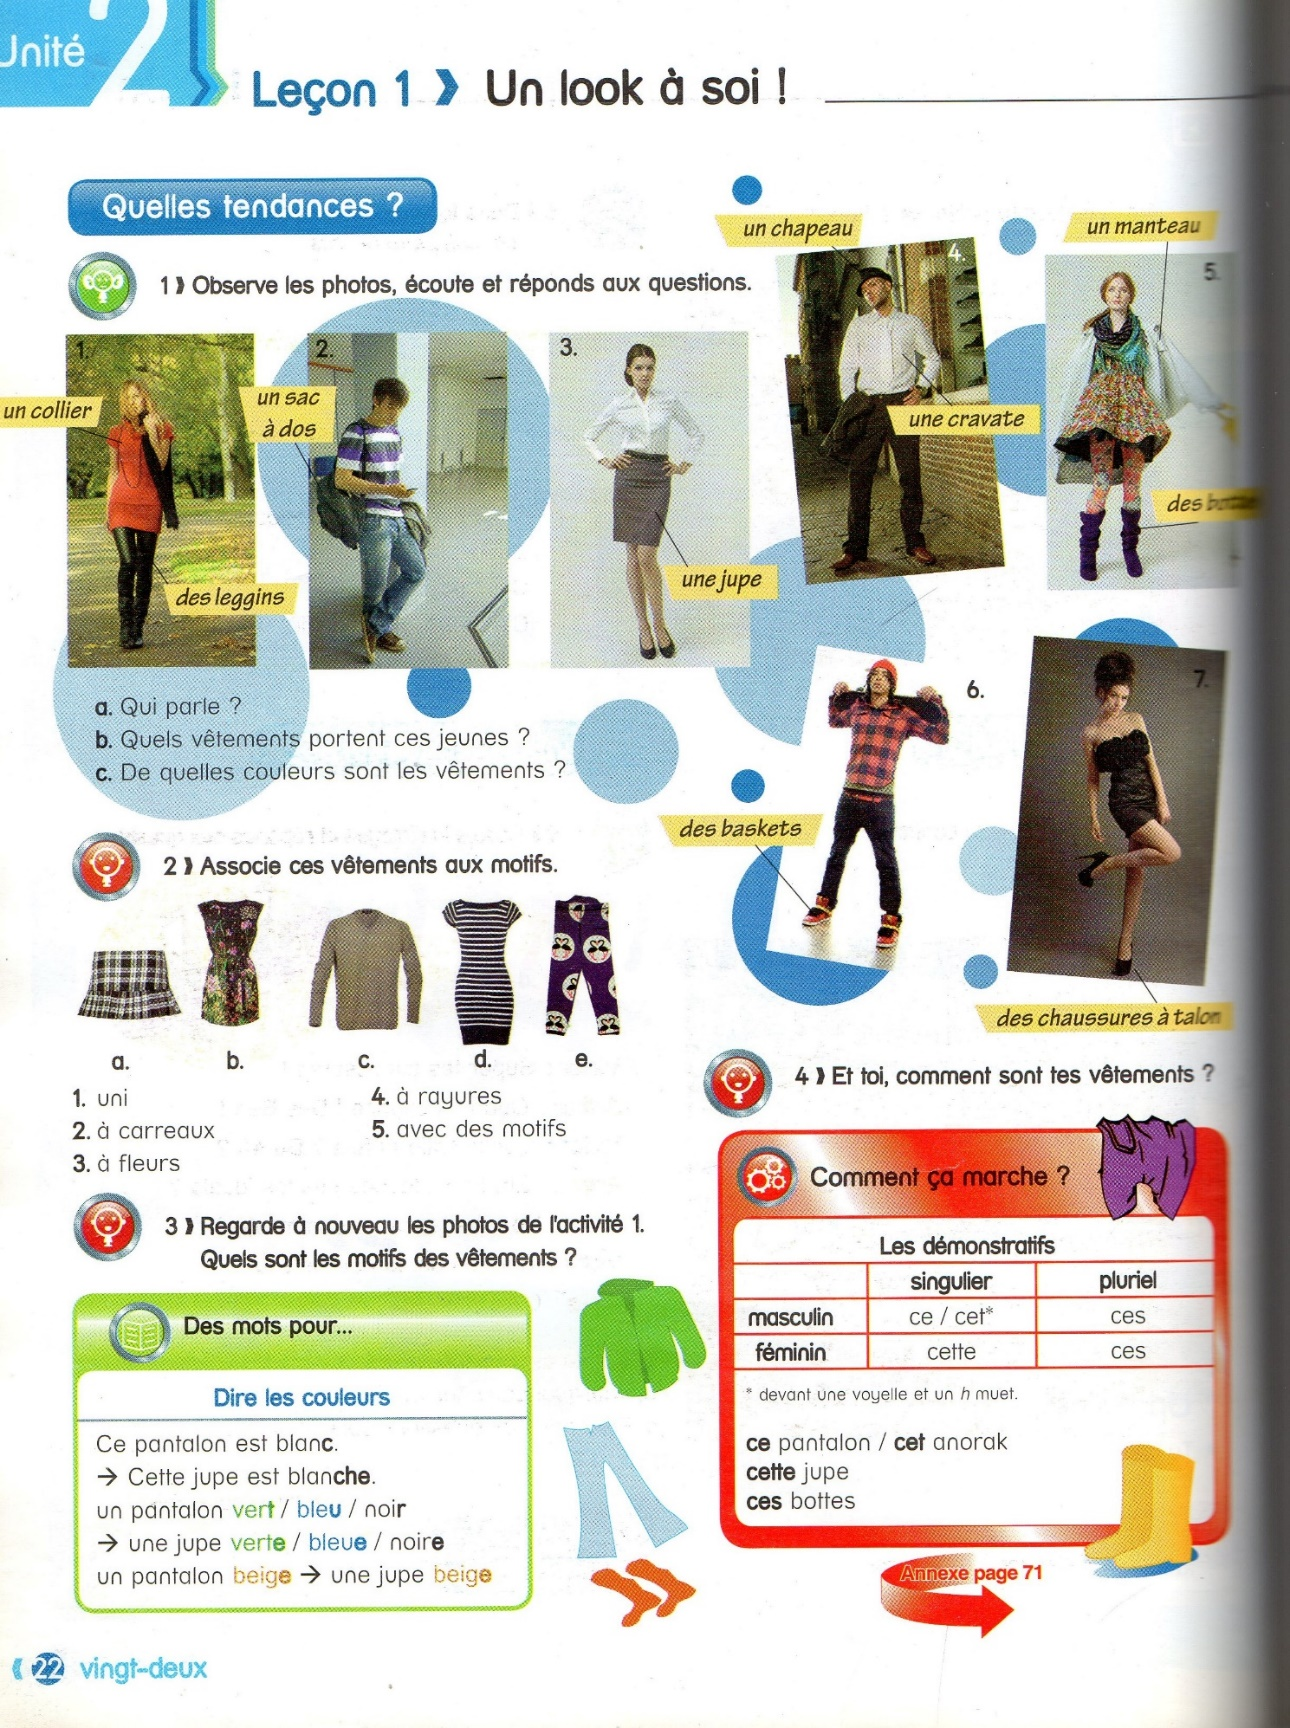 Unité 2
Leçon 1 ❯ Un look à soi !
Quelles tendances ?
1 ❯ Observe les photos, écoute et réponds aux questions.
1.
un collier
des leggins
2.
un sac
à dos
3.
une jupe
un chapeau
4.
une cravate
un manteau
5.
des
a. Qui parle ?
b. Quels vêtements portent ces jeunes ?
c. De quelles couleurs sont les vêtements ?
6.
des baskets
7.
des chaussures à talon
2 ❯ Associe ces vêtements aux motifs.
a. b. c. d. e.
1. uni
2. à carreaux
3. à fleurs
4. à rayures
5. avec des motifs
3 ❯ Regarde à nouveau les photos de l'activité 1.
Quels sont les motifs des vêtements ?
Des mots pour...
Dire les couleurs
Ce pantalon est blanc.
→ Cette jupe est blanche.
un pantalon vert / bleu / noir
→ une jupe verte / bleue / noire
un pantalon beige → une jupe beige
4 ❯ Et toi, comment sont tes vêtements ?
Comment ça marche ?
Les démonstratifs
singulier pluriel
masculin ce / cet* ces
féminin cette ces
* devant une voyelle et un h muet.
ce pantalon / cet anorak
cette jupe
ces bottes
Annexe page 71
22 vingt-deux